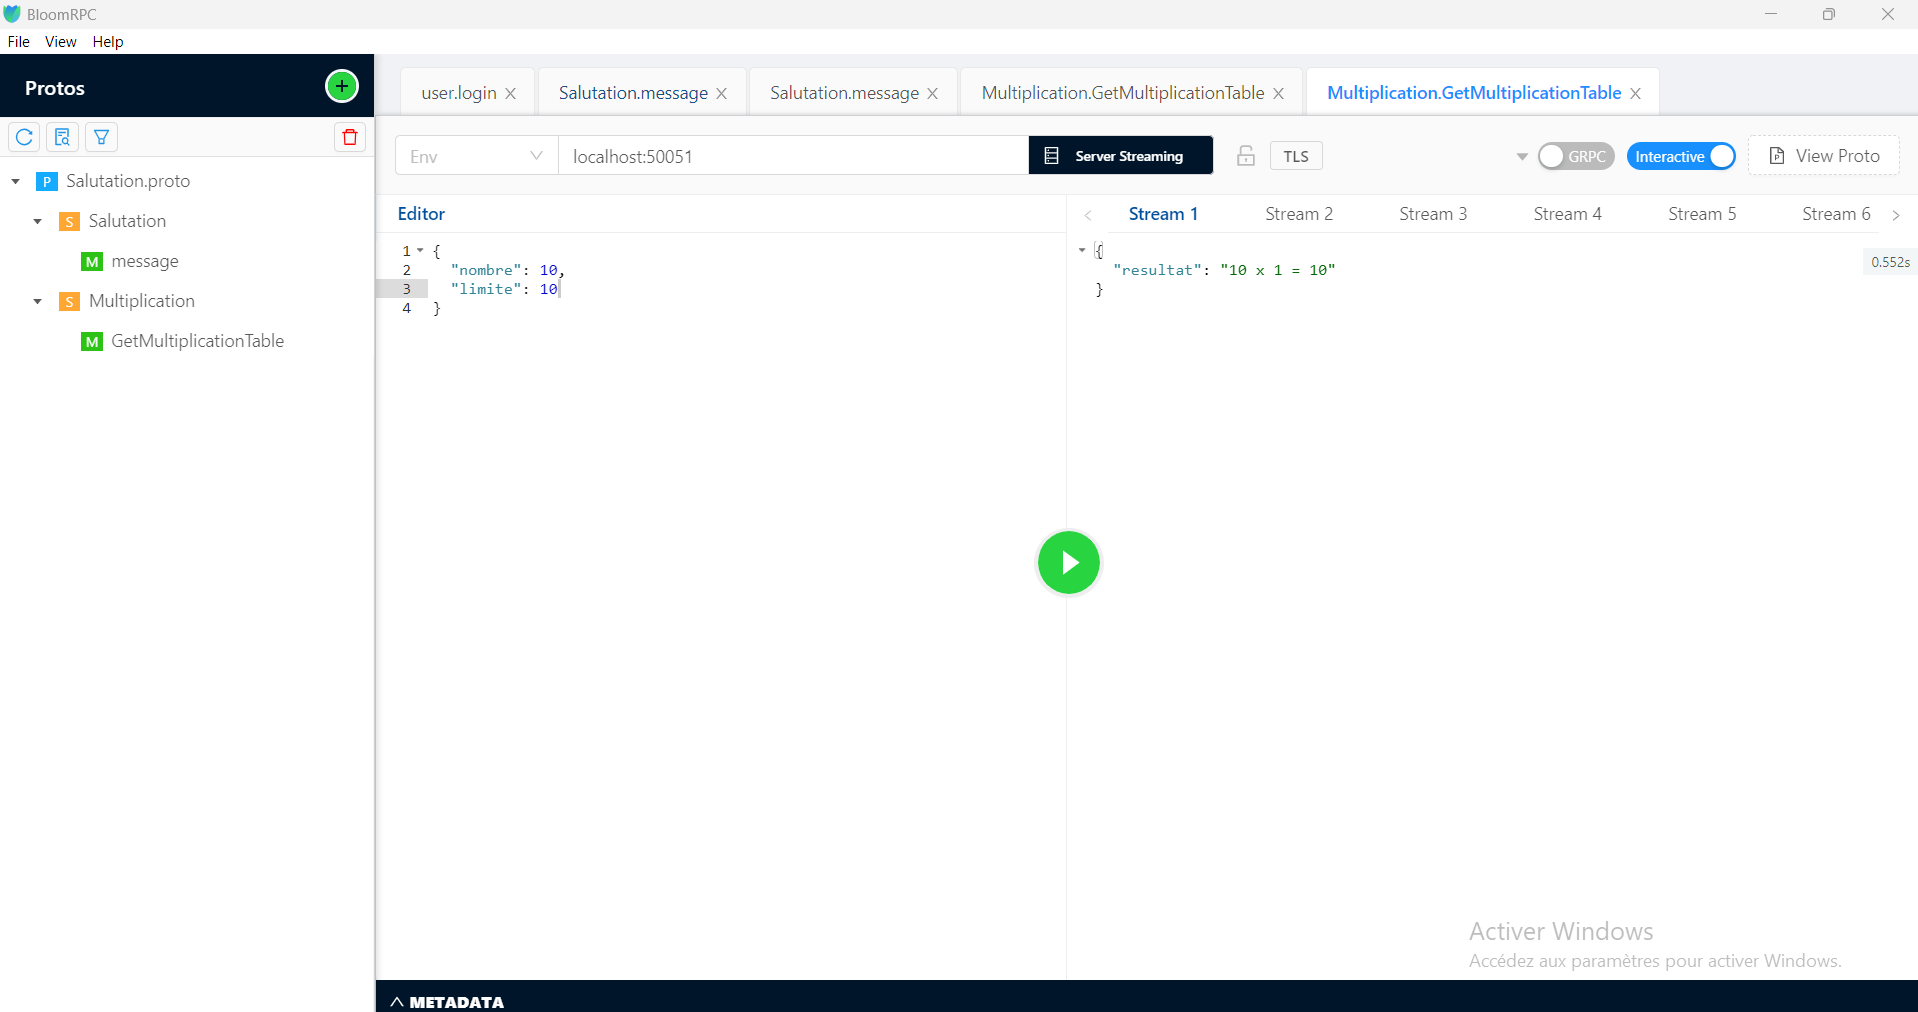 BloomRPC
File View Help
Protos
+
user.login
Salutation.message
Salutation.message
Multiplication.GetMultiplicationTable
Multiplication.GetMultiplicationTable
Env
localhost:50051
Server Streaming
TLS
GRPC
Interactive
View Proto
P Salutation.proto
S Salutation
M message
S Multiplication
M GetMultiplicationTable
Editor
1 {
2 "nombre": 10,
3 "limite": 10
4 }
Stream 1 Stream 2 Stream 3 Stream 4 Stream 5 Stream 6
{
"resultat": "10 x 1 = 10"
}
0.552s
Activer Windows
Accédez aux paramètres pour activer Windows.
METADATA